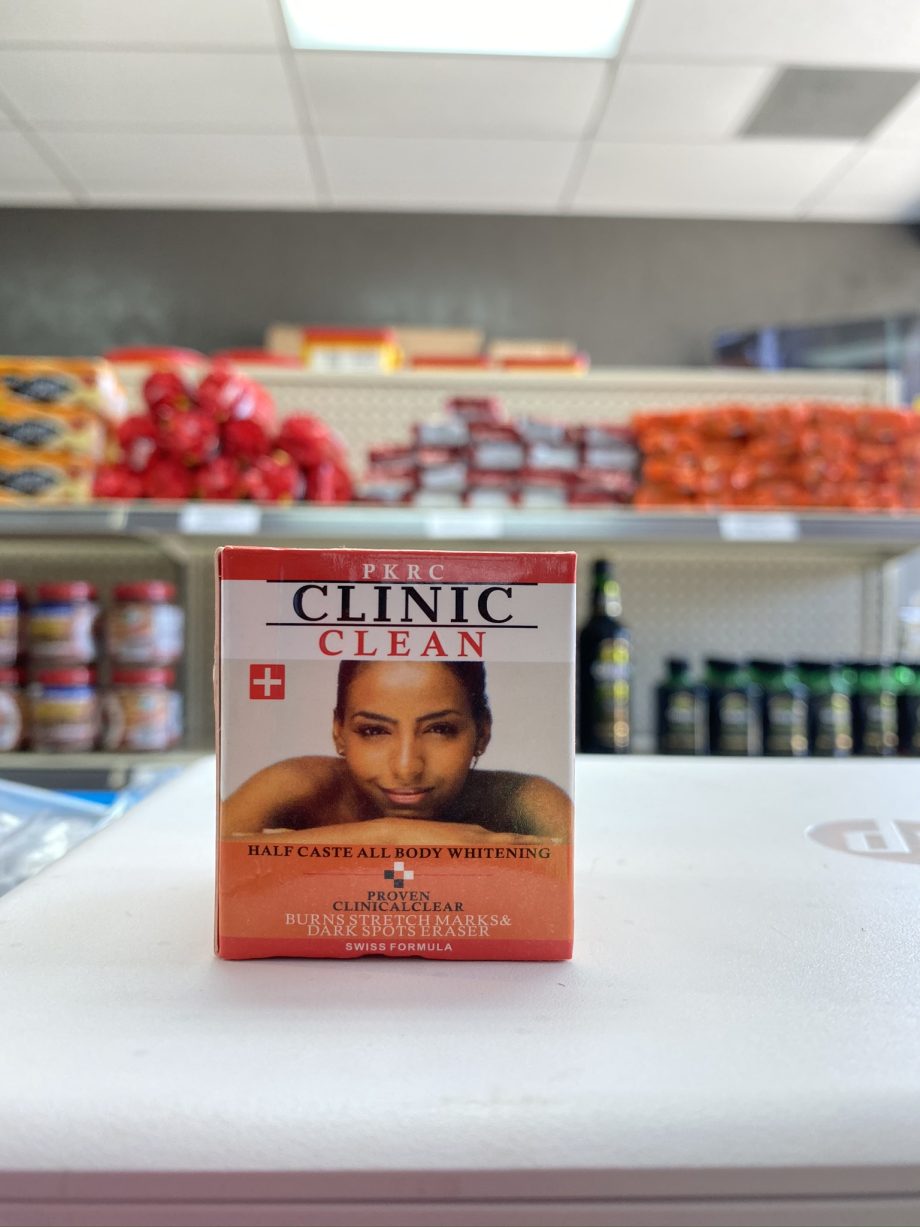 PKRC
CLINIC
CLEAN
HALF CASTE ALL BODY WHITENING
PROVEN
CLINICALCLEAR
BURNS STRETCH MARKS&
DARK SPOTS ERASER
SWISS FORMULA